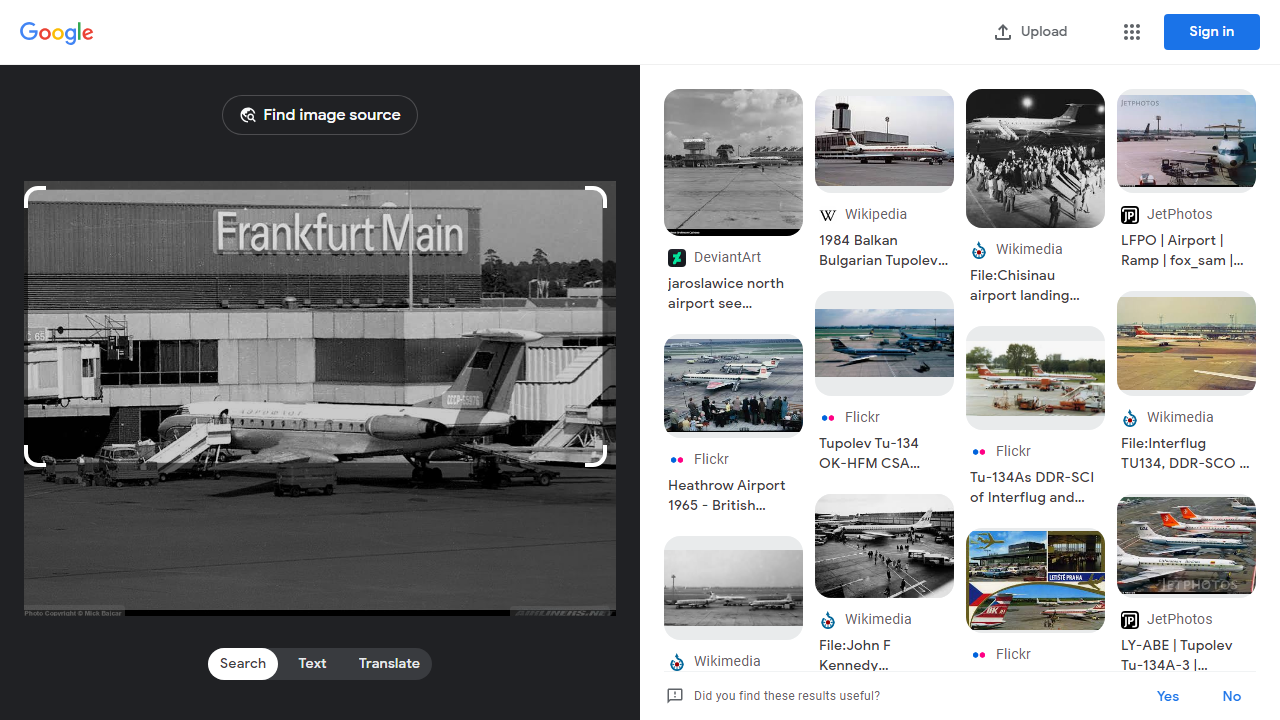 Google
Upload
Sign in
Find image source
Frankfurt Main
C 65
АЭРОФЛОТ
Photo Copyright © Mick Bajcar
AIRLINERS.NET
Search
Text
Translate
DeviantArt
jaroslawice north
airport see...
Flickr
Heathrow Airport
1965 - British...
Wikimedia
Wikipedia
1984 Balkan
Bulgarian Tupolev...
Flickr
Tupolev Tu-134
OK-HFM CSA...
Wikimedia
File:John F
Kennedy...
Wikimedia
File:Chisinau
airport landing...
Flickr
Tu-134As DDR-SCI
of Interflug and...
LETIŠTĚ PRAHA
Flickr
JETPHOTOS
JetPhotos
LFPO | Airport |
Ramp | fox_sam |...
Wikimedia
File:Interflug
TU134, DDR-SCO ...
JETPHOTOS
JetPhotos
LY-ABE | Tupolev
Tu-134A-3 |...
Did you find these results useful?
Yes
No